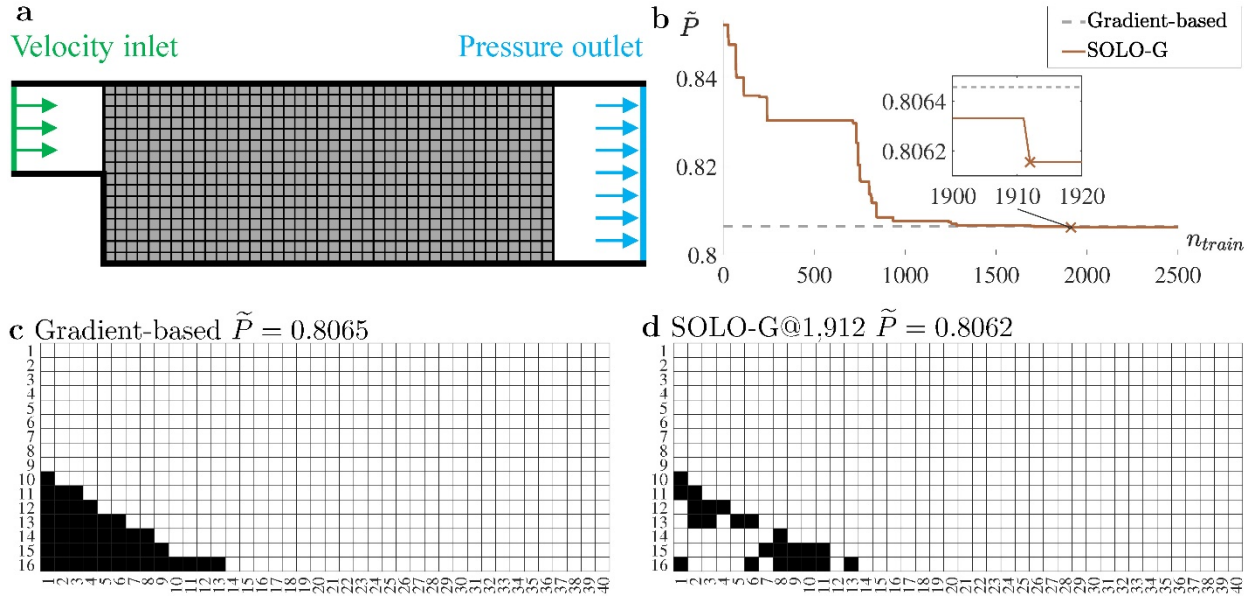 a
Velocity inlet
Pressure outlet
b
P̃
Gradient-based
SOLO-G
0.84
0.82
0.8
0.8064
0.8062
1900 1910 1920
n_train
0 500 1000 1500 2000 2500
c Gradient-based P̃ = 0.8065
1
2
3
4
5
6
7
8
9
10
11
12
13
14
15
16
1 2 3 4 5 6 7 8 9 10 11 12 13 14 15 16 17 18 19 20 21 22 23 24 25 26 27 28 29 30 31 32 33 34 35 36 37 38 39 40
d SOLO-G@1,912 P̃ = 0.8062
1
2
3
4
5
6
7
8
9
10
11
12
13
14
15
16
1 2 3 4 5 6 7 8 9 10 11 12 13 14 15 16 17 18 19 20 21 22 23 24 25 26 27 28 29 30 31 32 33 34 35 36 37 38 39 40